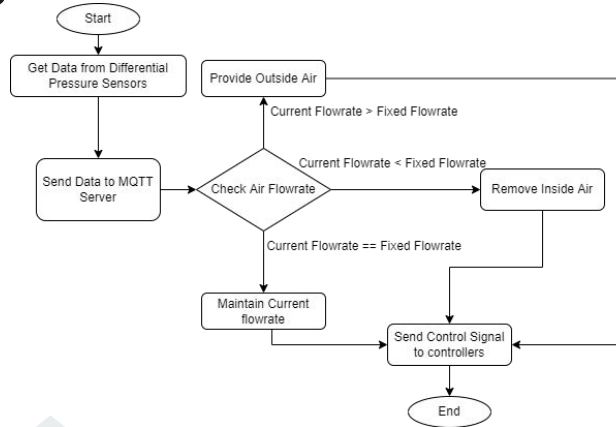 Start
Get Data from Differential
Pressure Sensors
Provide Outside Air
Current Flowrate > Fixed Flowrate
Current Flowrate < Fixed Flowrate
Send Data to MQTT
Server
Check Air Flowrate
Remove Inside Air
Current Flowrate == Fixed Flowrate
Maintain Current
flowrate
Send Control Signal
to controllers
End